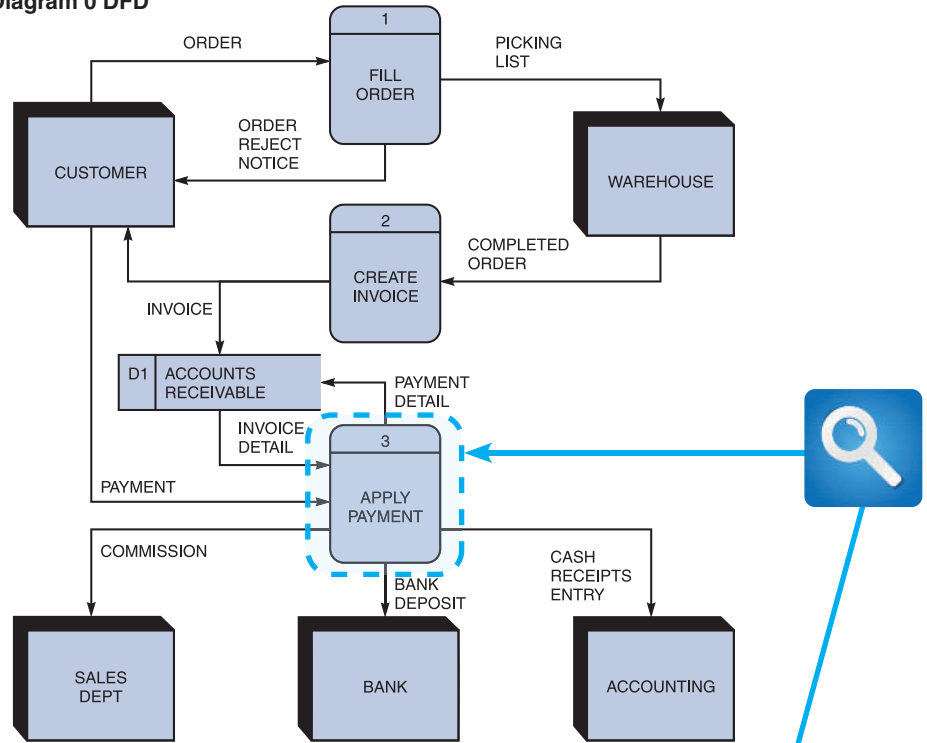 Diagram 0 DFD
1
ORDER
PICKING
LIST
FILL
ORDER
ORDER
REJECT
NOTICE
CUSTOMER
WAREHOUSE
2
COMPLETED
ORDER
CREATE
INVOICE
INVOICE
D1
ACCOUNTS
RECEIVABLE
PAYMENT
DETAIL
INVOICE
DETAIL
3
PAYMENT
APPLY
PAYMENT
COMMISSION
CASH
RECEIPTS
ENTRY
BANK
DEPOSIT
SALES
DEPT
BANK
ACCOUNTING